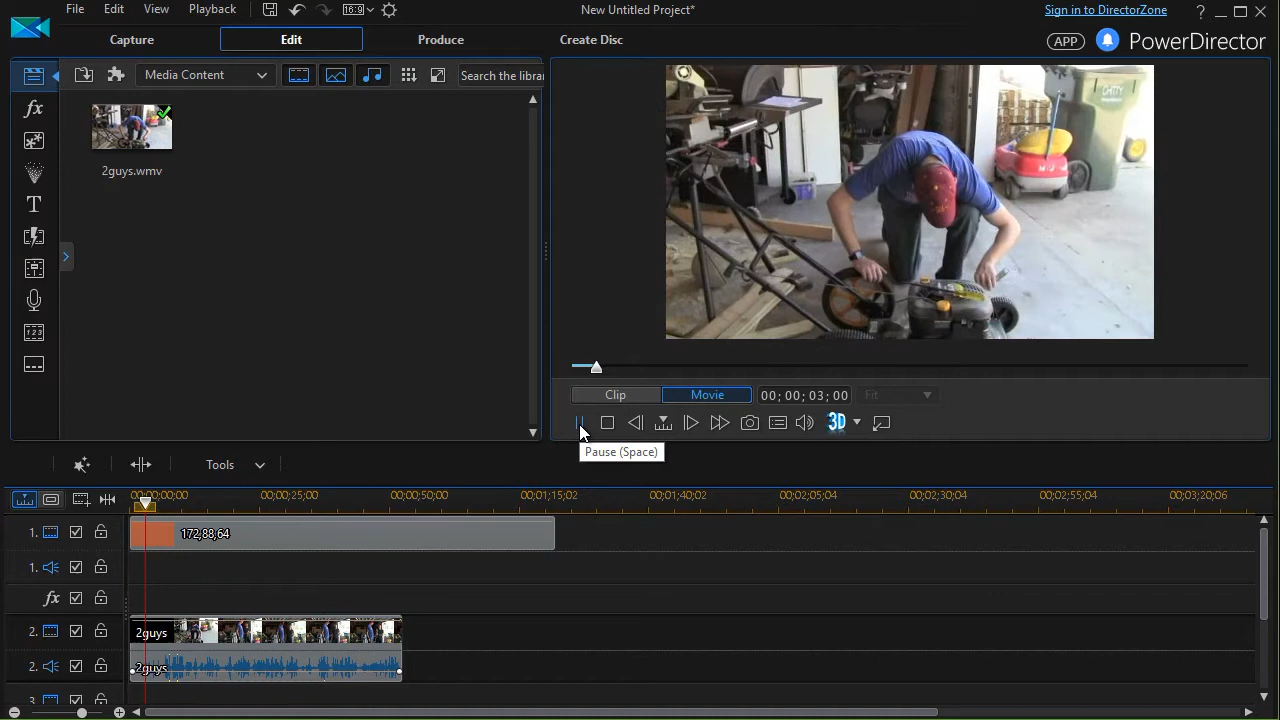 File Edit View Playback 16:9 New Untitled Project* Sign in to DirectorZone ?
Capture Edit Produce Create Disc APP PowerDirector
Media Content Search the librar
2guys.wmv
fx
T
Clip Movie 00; 00; 03; 00 Fit
3D
Pause (Space)
Tools
00;00;00;00 00;00;25;00 00;00;50;00 00;01;15;02 00;01;40;02 00;02;05;04 00;02;30;04 00;02;55;04 00;03;20;06
1. 172,88,64
1.
fx
2. 2guys
2. 2guys
3.